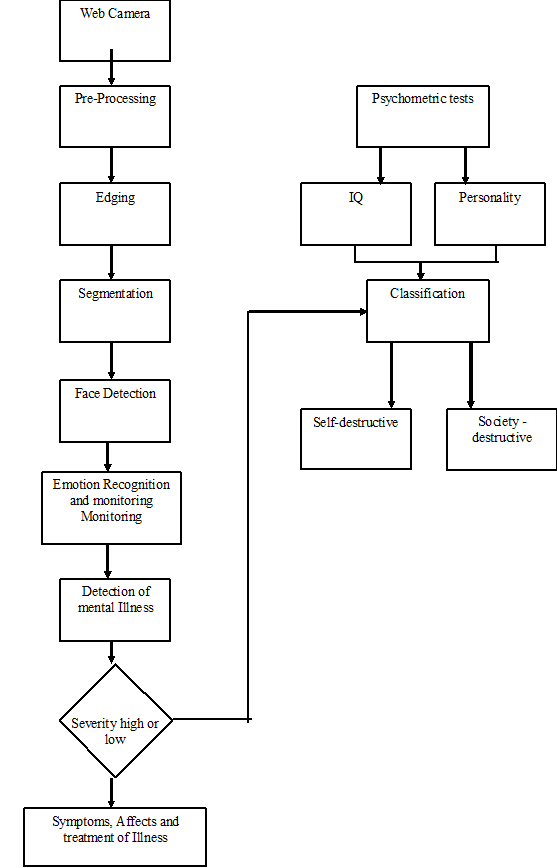 Web Camera
Pre-Processing
Edging
Segmentation
Face Detection
Emotion Recognition
and monitoring
Monitoring
Detection of
mental Illness
Severity high or
low
Symptoms, Affects and
treatment of Illness
Psychometric tests
IQ
Personality
Classification
Self-destructive
Society -
destructive